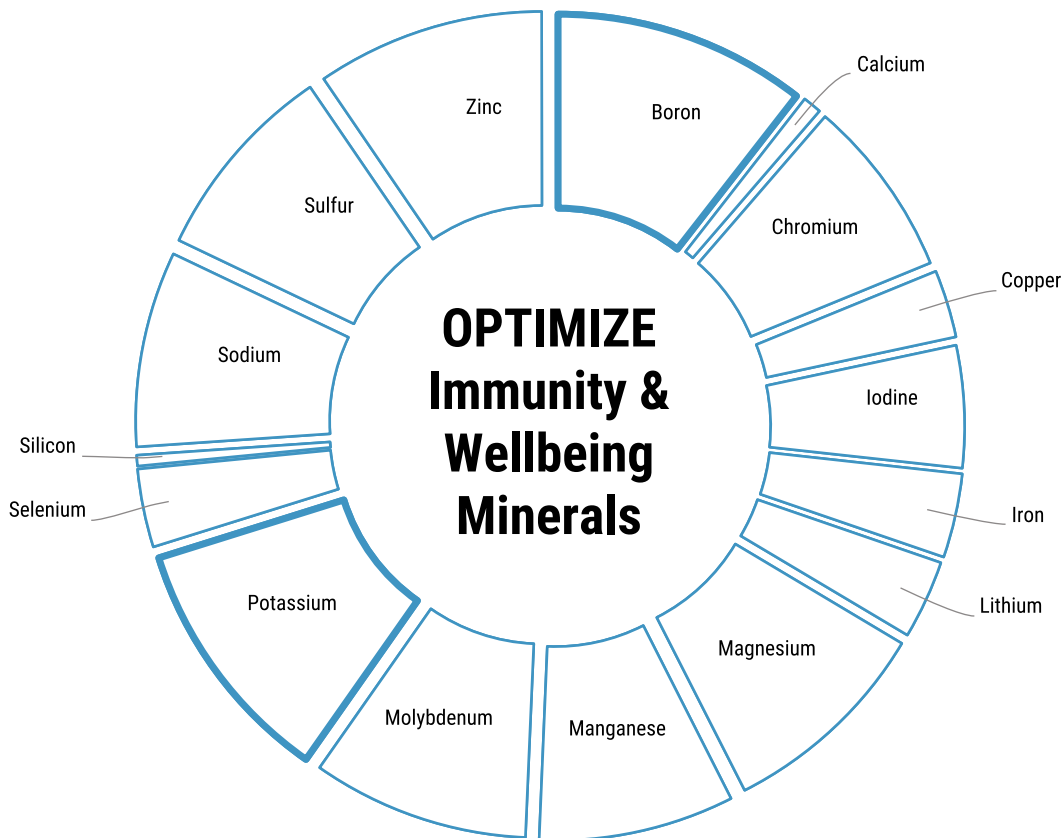 OPTIMIZE
Immunity &
Wellbeing
Minerals
Boron
Calcium
Chromium
Copper
Iodine
Iron
Lithium
Magnesium
Manganese
Molybdenum
Potassium
Selenium
Silicon
Sodium
Sulfur
Zinc